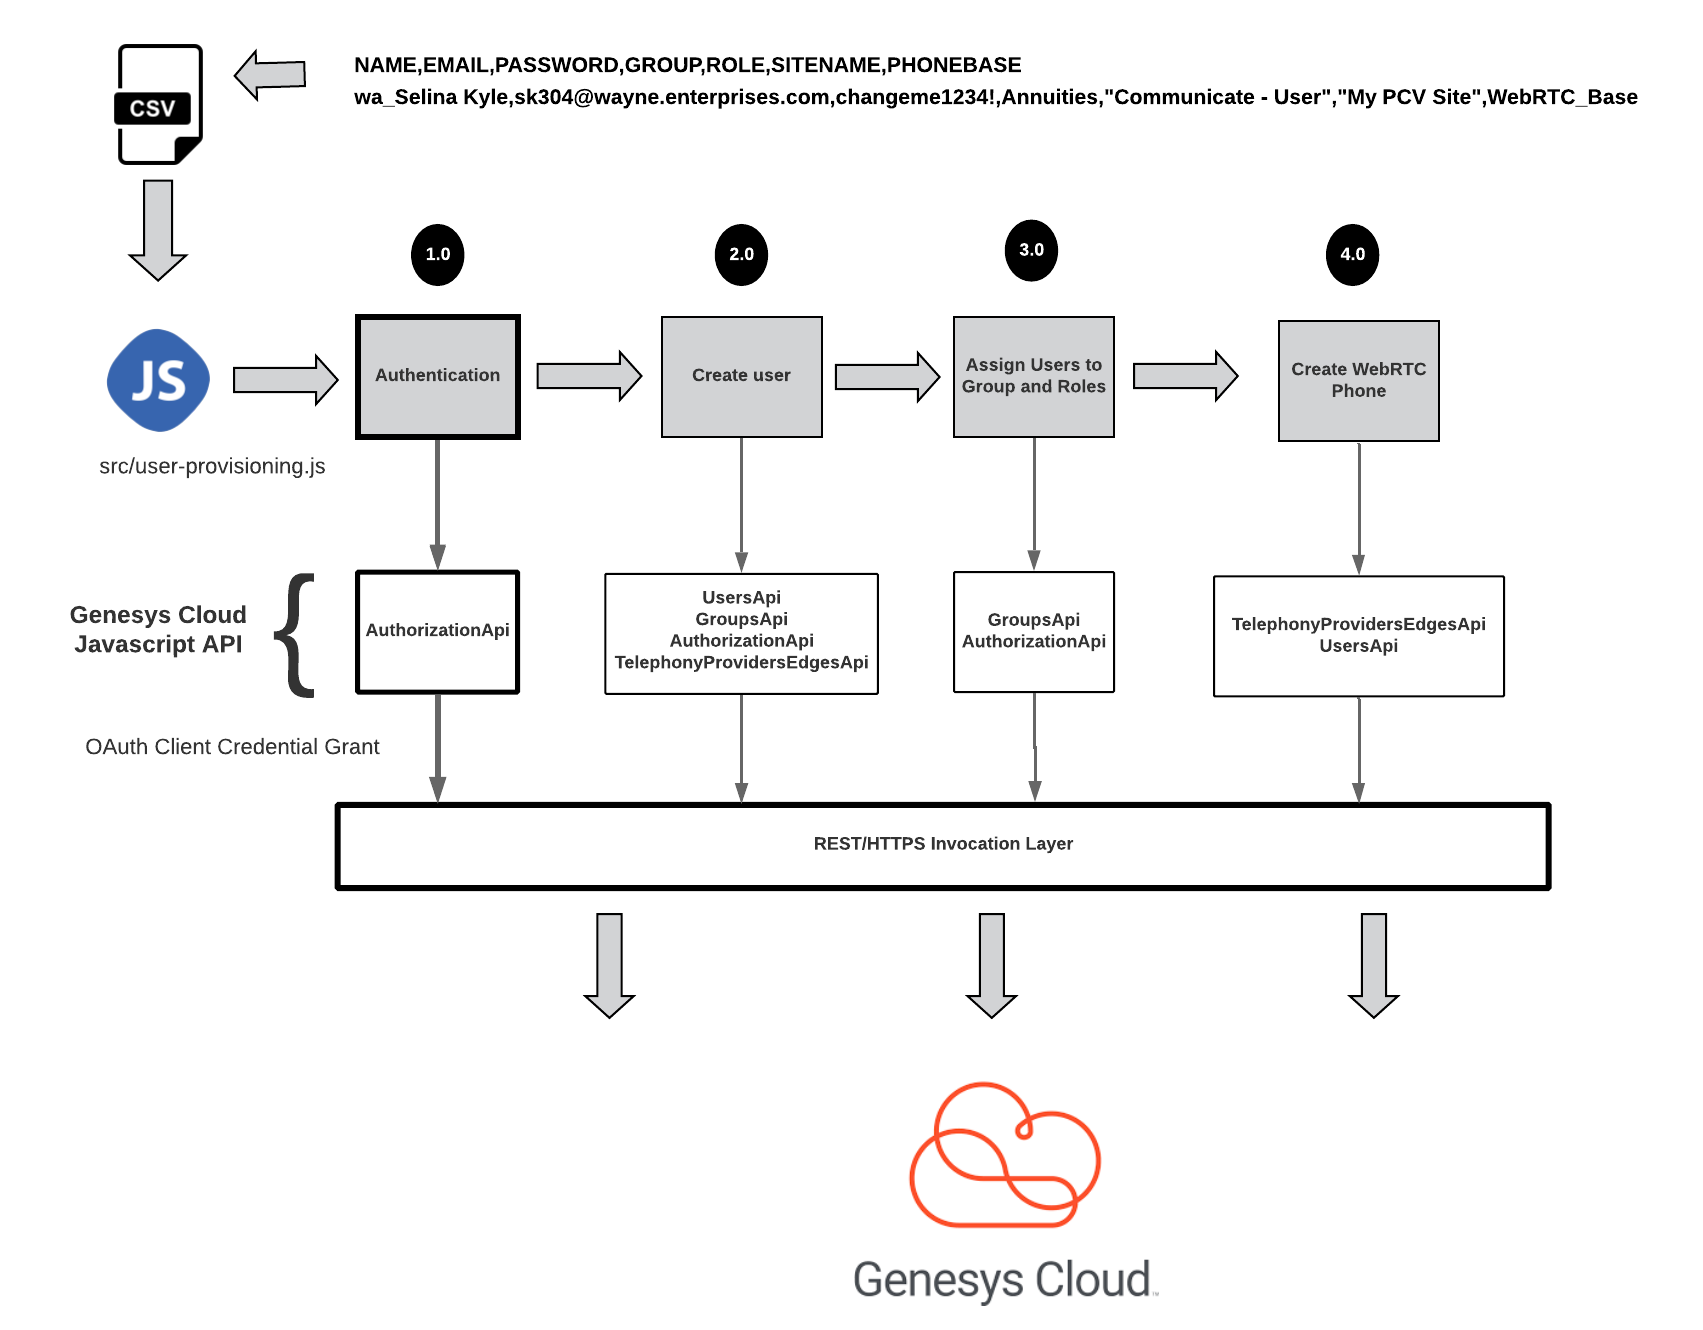 NAME,EMAIL,PASSWORD,GROUP,ROLE,SITENAME,PHONEBASE
wa_Selina Kyle,sk304@wayne.enterprises.com,changeme1234!,Annuities,"Communicate - User","My PCV Site",WebRTC_Base
CSV
1.0
2.0
3.0
4.0
JS
src/user-provisioning.js
Authentication
Create user
Assign Users to
Group and Roles
Create WebRTC
Phone
Genesys Cloud
Javascript API
{
AuthorizationApi
UsersApi
GroupsApi
AuthorizationApi
TelephonyProvidersEdgesApi
GroupsApi
AuthorizationApi
TelephonyProvidersEdgesApi
UsersApi
OAuth Client Credential Grant
REST/HTTPS Invocation Layer
Genesys Cloud™